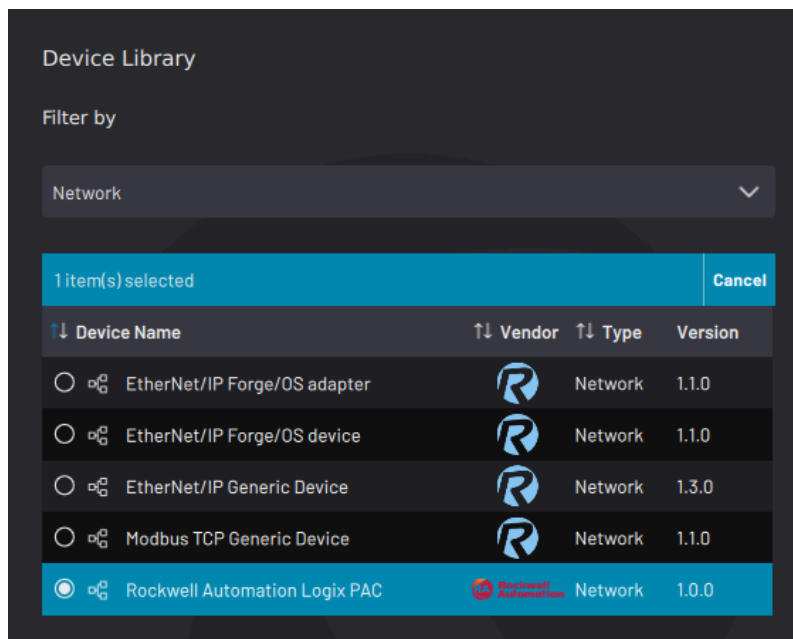 Device Library
Filter by
Network
1 item(s) selected Cancel
Device Name Vendor Type Version
EtherNet/IP Forge/OS adapter Network 1.1.0
EtherNet/IP Forge/OS device Network 1.1.0
EtherNet/IP Generic Device Network 1.3.0
Modbus TCP Generic Device Network 1.1.0
Rockwell Automation Logix PAC Rockwell Automation Network 1.0.0